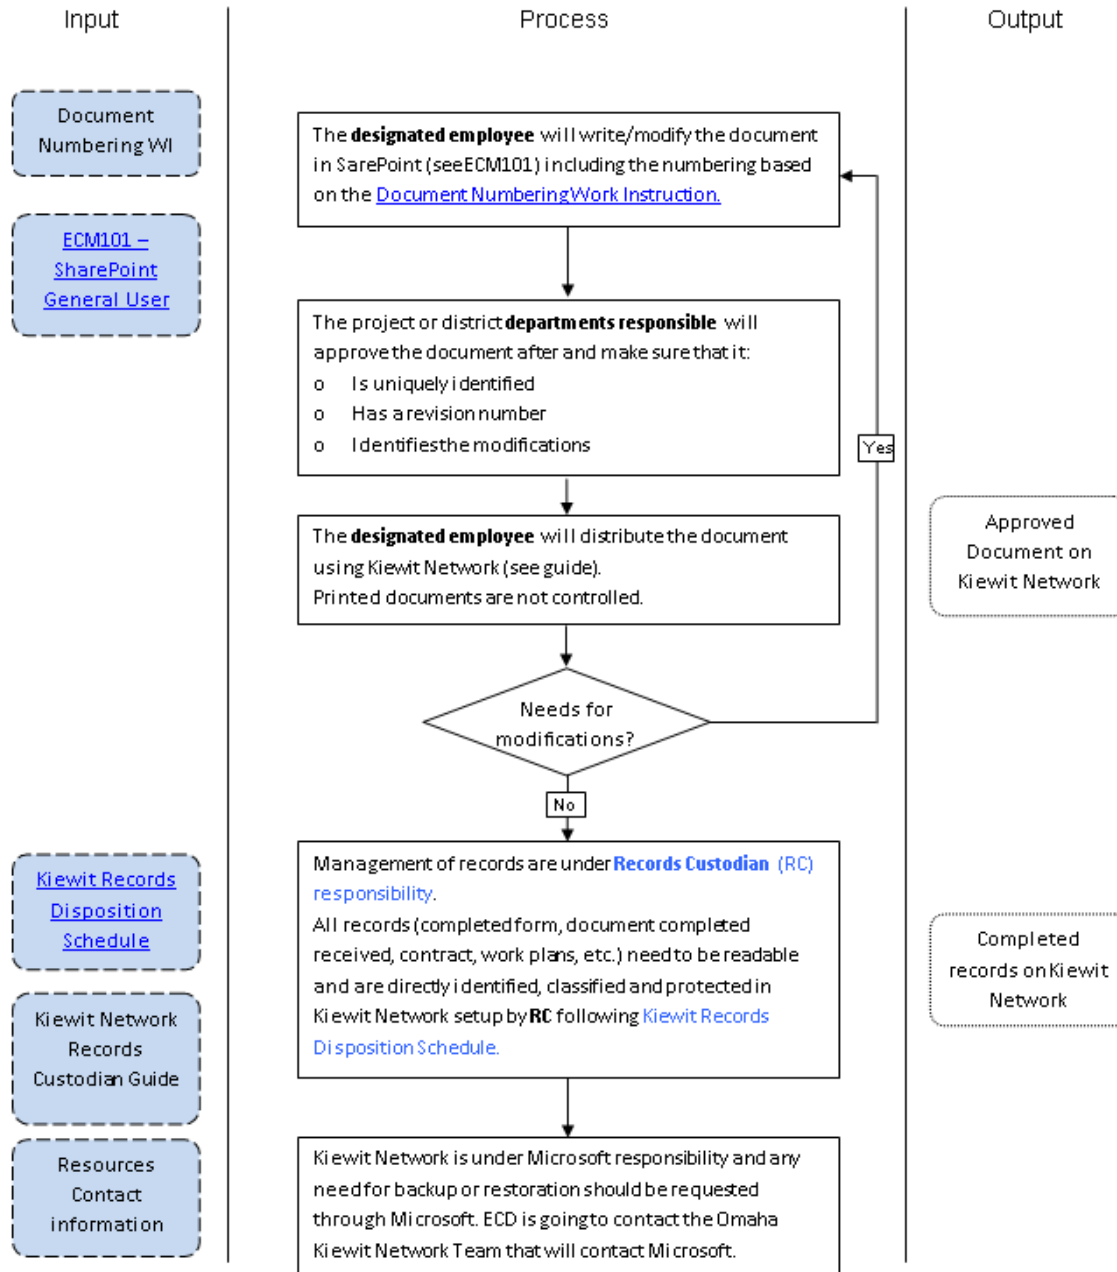 Input
Process
Output
Document
Numbering WI
ECM101 –
SharePoint
General User
The designated employee will write/modify the document
in SarePoint (see ECM101) including the numbering based
on the Document Numbering Work Instruction.
The project or district departments responsible will
approve the document after and make sure that it:
o Is uniquely identified
o Has a revision number
o Identifies the modifications
Yes
The designated employee will distribute the document
using Kiewit Network (see guide).
Printed documents are not controlled.
Approved
Document on
Kiewit Network
Needs for
modifications?
No
Kiewit Records
Disposition
Schedule
Kiewit Network
Records
Custodian Guide
Resources
Contact
information
Management of records are under Records Custodian (RC)
responsibility.
All records (completed form, document completed
received, contract, work plans, etc.) need to be readable
and are directly identified, classified and protected in
Kiewit Network setup by RC following Kiewit Records
Disposition Schedule.
Completed
records on Kiewit
Network
Kiewit Network is under Microsoft responsibility and any
need for backup or restoration should be requested
through Microsoft. ECD is going to contact the Omaha
Kiewit Network Team that will contact Microsoft.